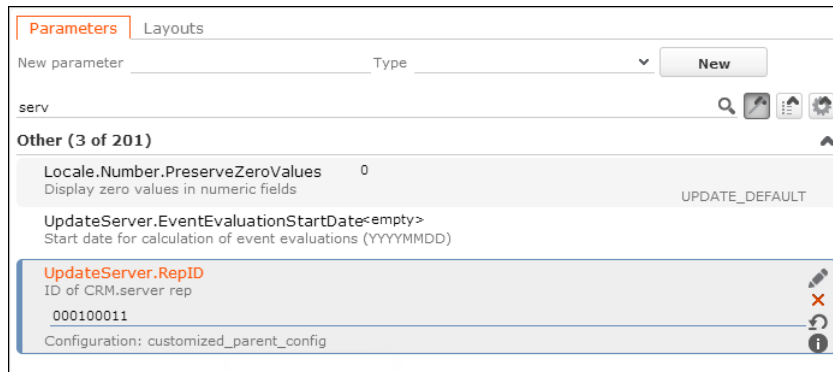 Parameters Layouts
New parameter Type New
serv
Other (3 of 201)
Locale.Number.PreserveZeroValues 0
Display zero values in numeric fields
UPDATE_DEFAULT
UpdateServer.EventEvaluationStartDate<empty>
Start date for calculation of event evaluations (YYYYMMDD)
UpdateServer.RepID
ID of CRM.server rep
000100011
Configuration: customized_parent_config